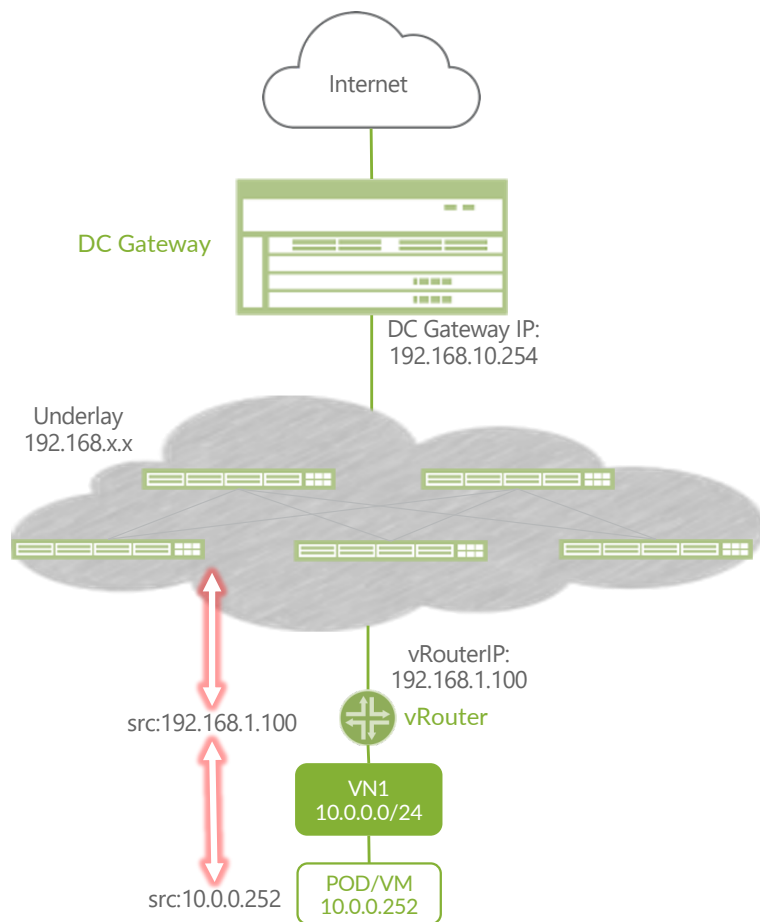 Internet
DC Gateway
DC Gateway IP:
192.168.10.254
Underlay
192.168.x.x
vRouterIP:
192.168.1.100
src:192.168.1.100
vRouter
VN1
10.0.0.0/24
src:10.0.0.252
POD/VM
10.0.0.252